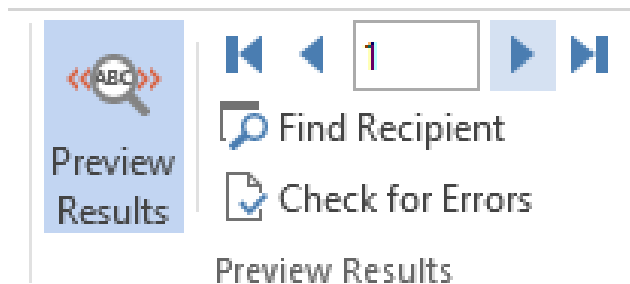 <<ABC>>
Preview
Results
1
Find Recipient
Check for Errors
Preview Results